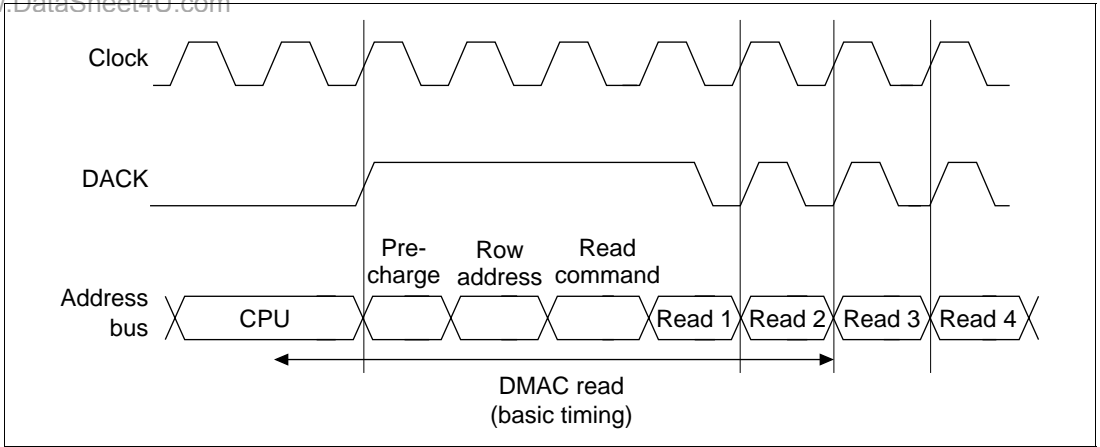 .DataSheet4U.com
Clock
DACK
Pre-
charge
Row
address
Read
command
Address
bus
CPU
Read 1
Read 2
Read 3
Read 4
DMAC read
(basic timing)